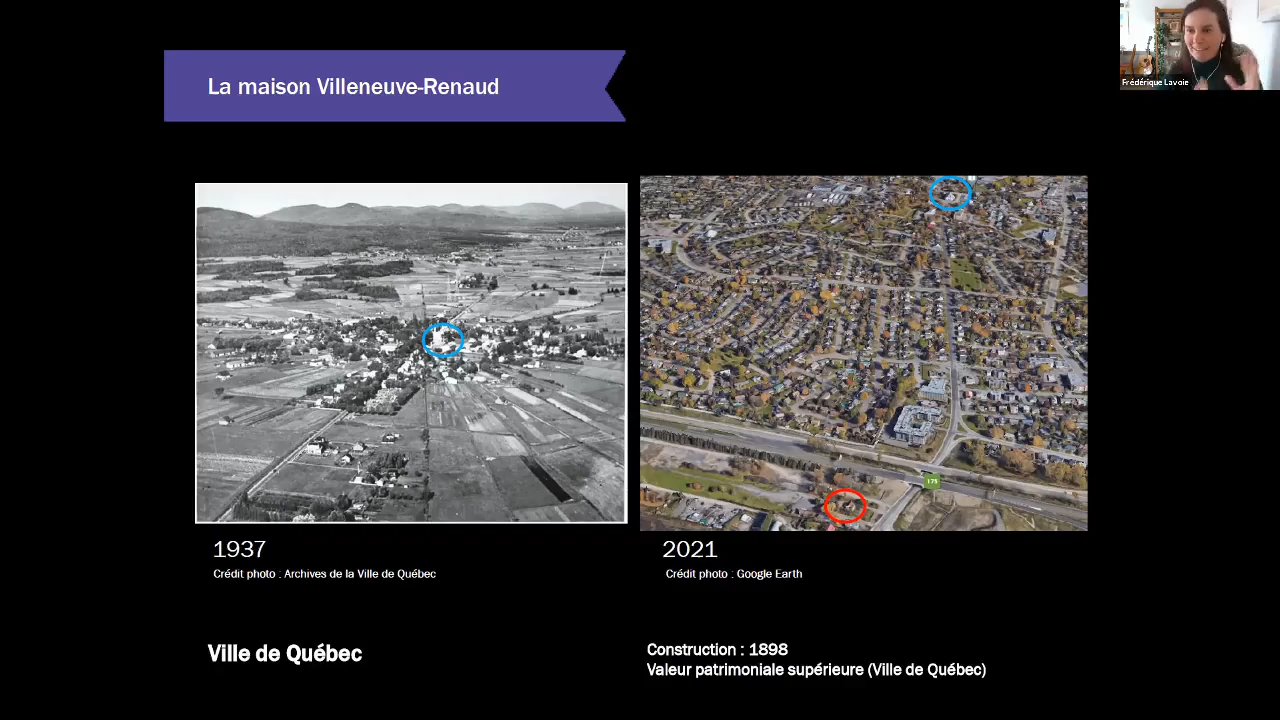 La maison Villeneuve-Renaud
Frédérique Lavoie
175
1937
Crédit photo : Archives de la Ville de Québec
2021
Crédit photo : Google Earth
Ville de Québec
Construction : 1898
Valeur patrimoniale supérieure (Ville de Québec)